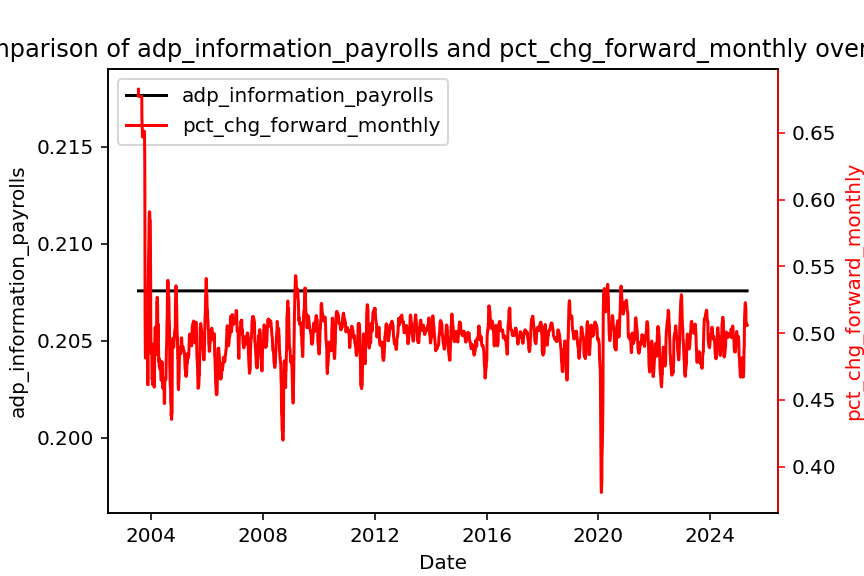 mparison of adp_information_payrolls and pct_chg_forward_monthly over
adp_information_payrolls
pct_chg_forward_monthly
adp_information_payrolls
0.215
0.210
0.205
0.200
pct_chg_forward_monthly
0.65
0.60
0.55
0.50
0.45
0.40
2004 2008 2012 2016 2020 2024
Date